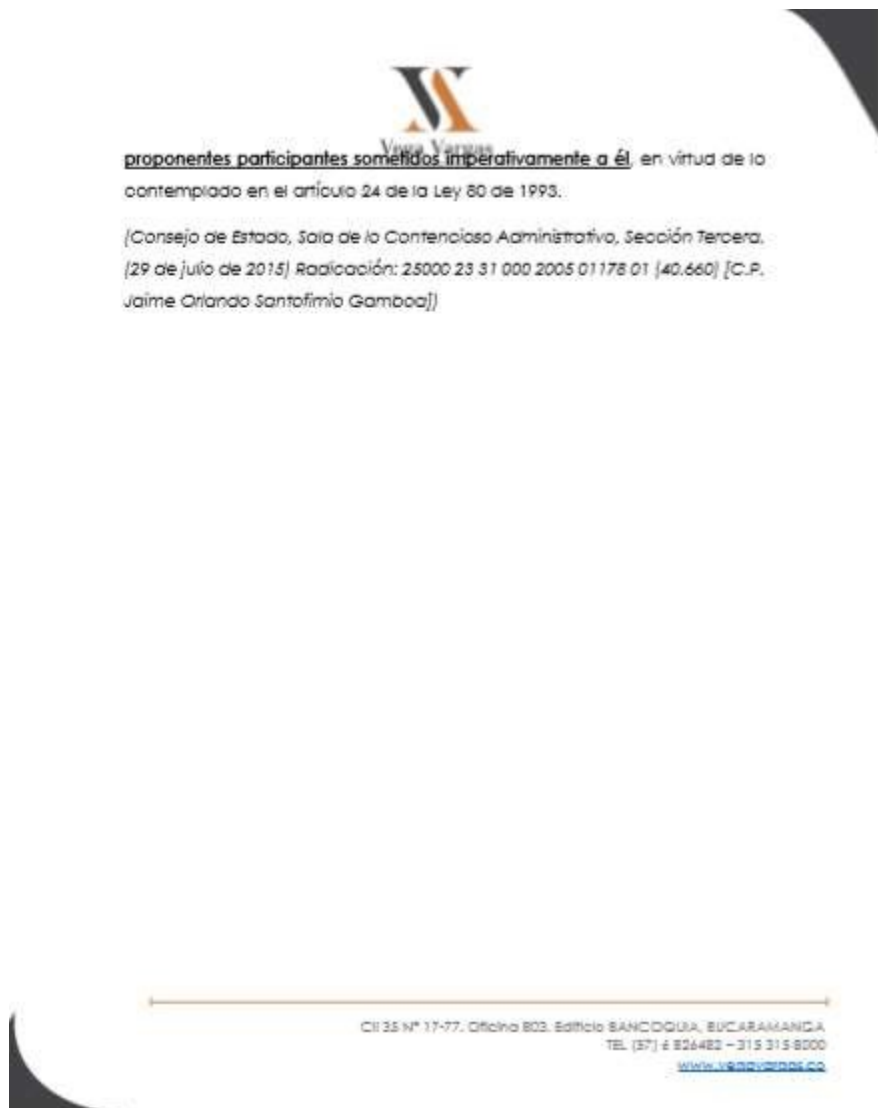 Vega Vargas
proponentes participantes sometidos imperativamente a él, en virtud de lo
contemplado en el artículo 24 de la Ley 80 de 1993.
(Consejo de Estado, Sala de lo Contencioso Administrativo, Sección Tercera.
(29 de julio de 2015) Radicación: 25000 23 31 000 2005 01178 01 (40.660) [C.P.
Jaime Orlando Santofimio Gamboa])
Cll 35 N° 17-77. Oficina 803. Edificio BANCOQUIA, BUCARAMANGA
TEL (57) 6 826482 – 315 315 8000
www.vegavargas.co